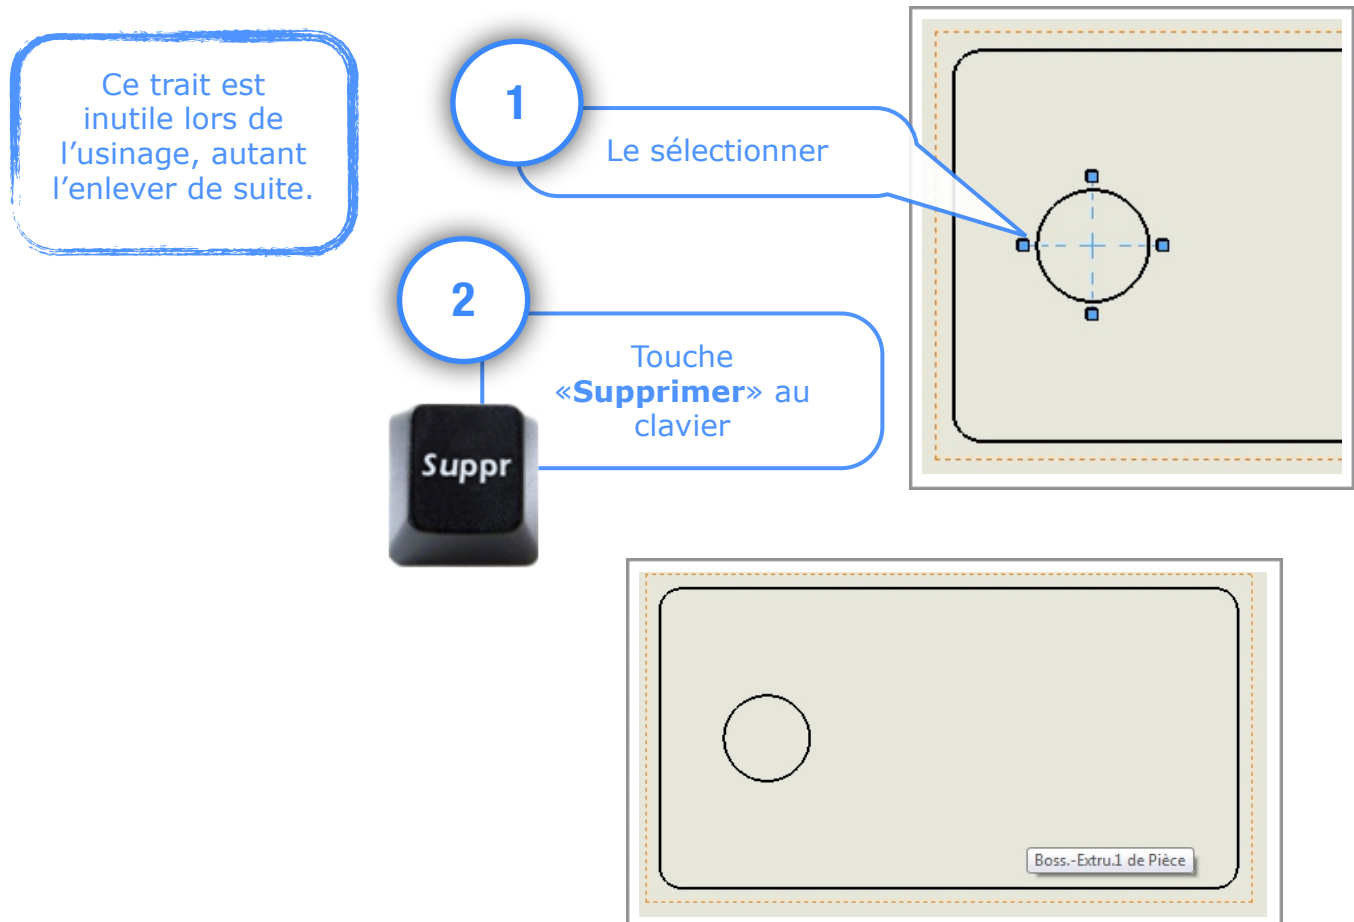 Ce trait est
inutile lors de
l’usinage, autant
l’enlever de suite.
1
Le sélectionner
2
Touche
«Supprimer» au
clavier
Suppr
Boss.-Extru.1 de Pièce